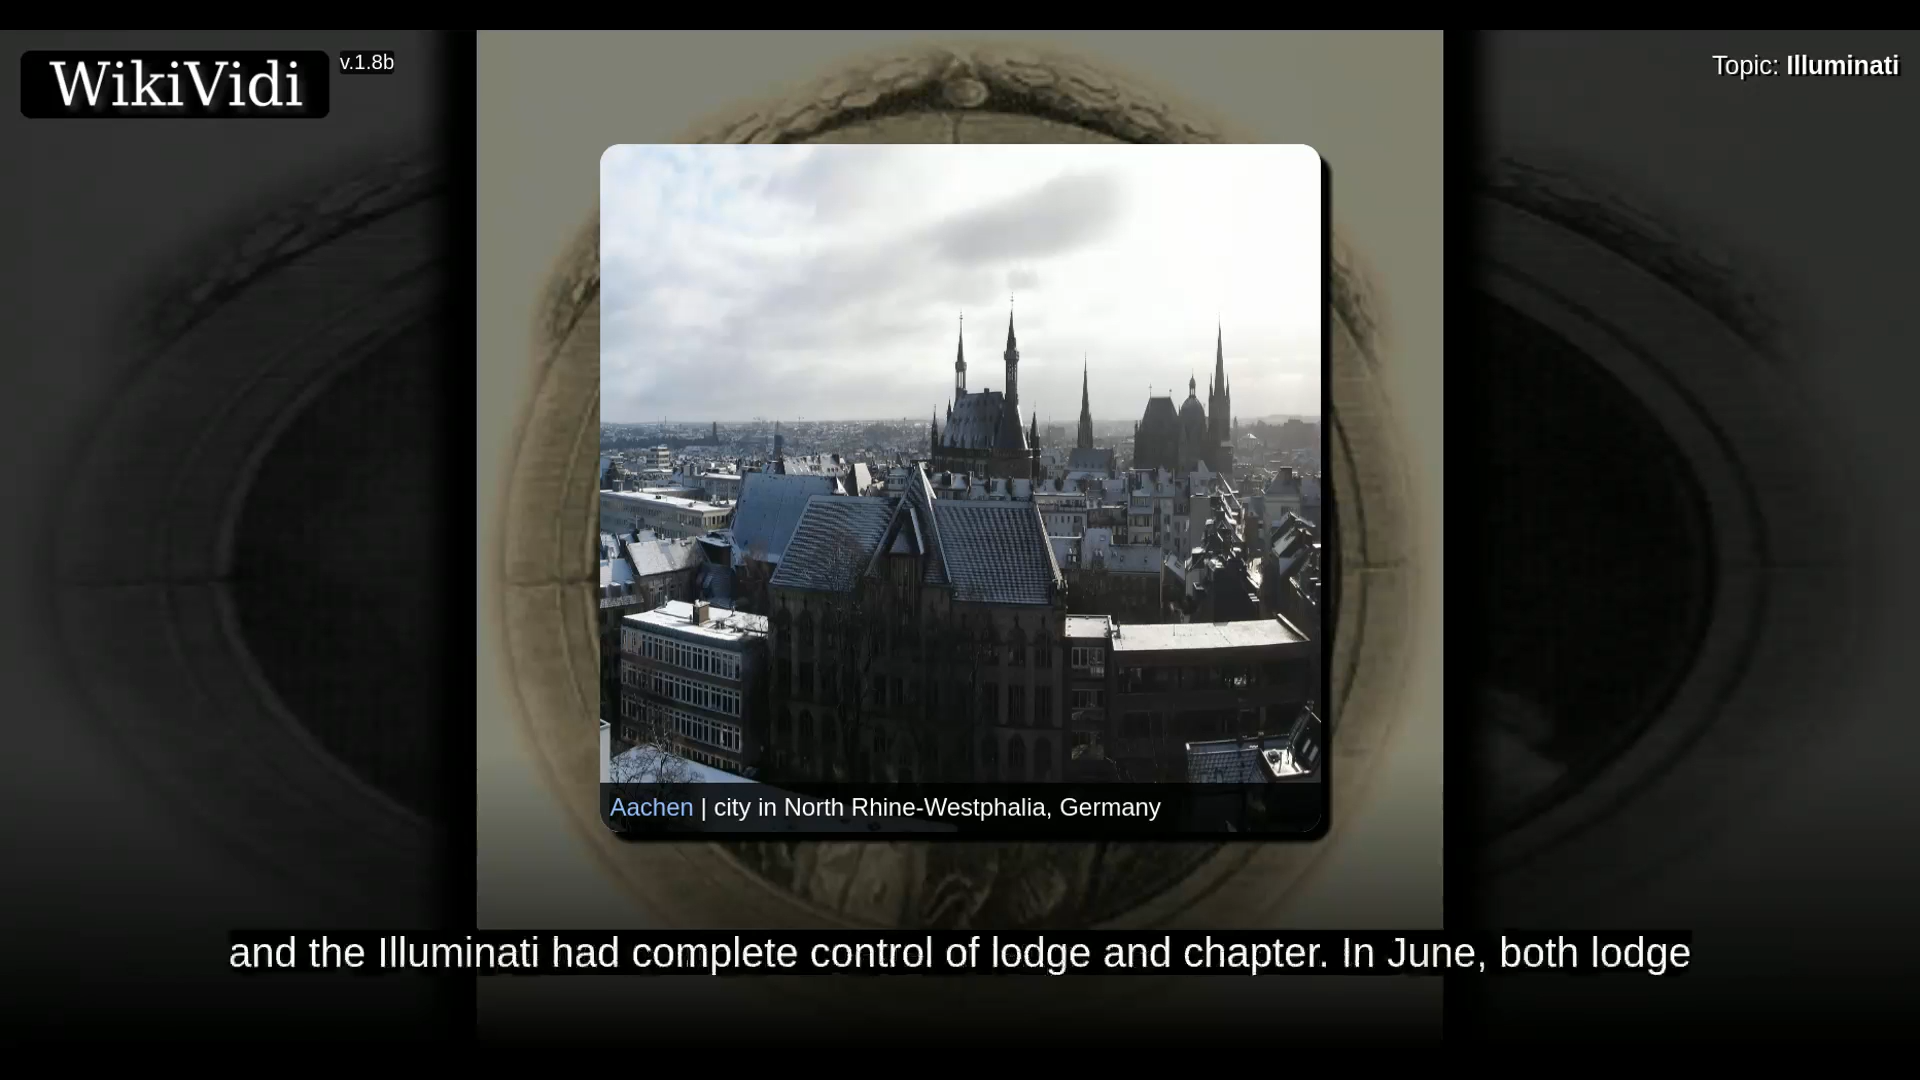 WikiVidi
v.1.8b
Topic: Illuminati
Aachen | city in North Rhine-Westphalia, Germany
and the Illuminati had complete control of lodge and chapter. In June, both lodge